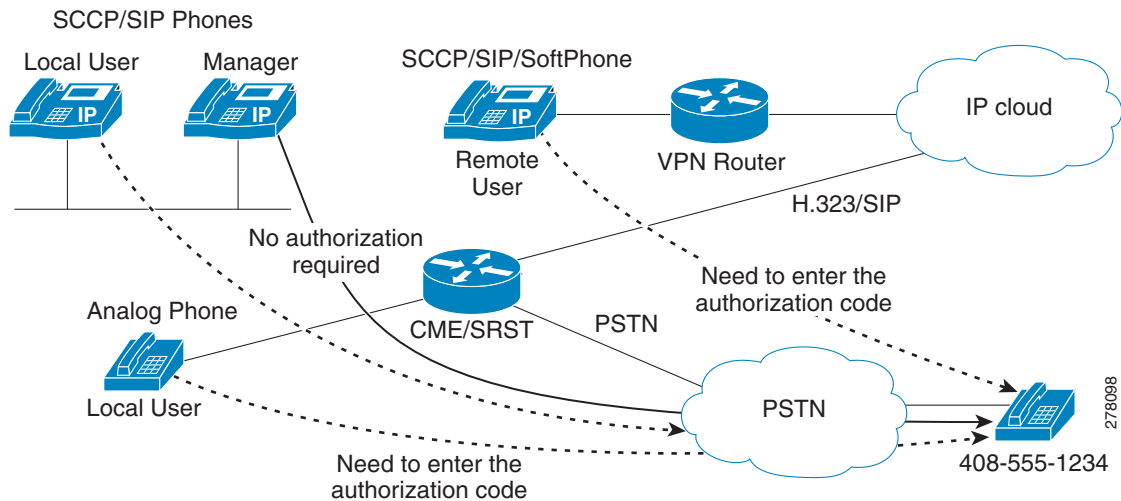 SCCP/SIP Phones
Local User
Manager
IP
IP
SCCP/SIP/SoftPhone
IP
Remote
User
VPN Router
IP cloud
H.323/SIP
No authorization
required
Need to enter the
authorization code
Analog Phone
CME/SRST
PSTN
Local User
PSTN
Need to enter the
authorization code
408-555-1234
278098